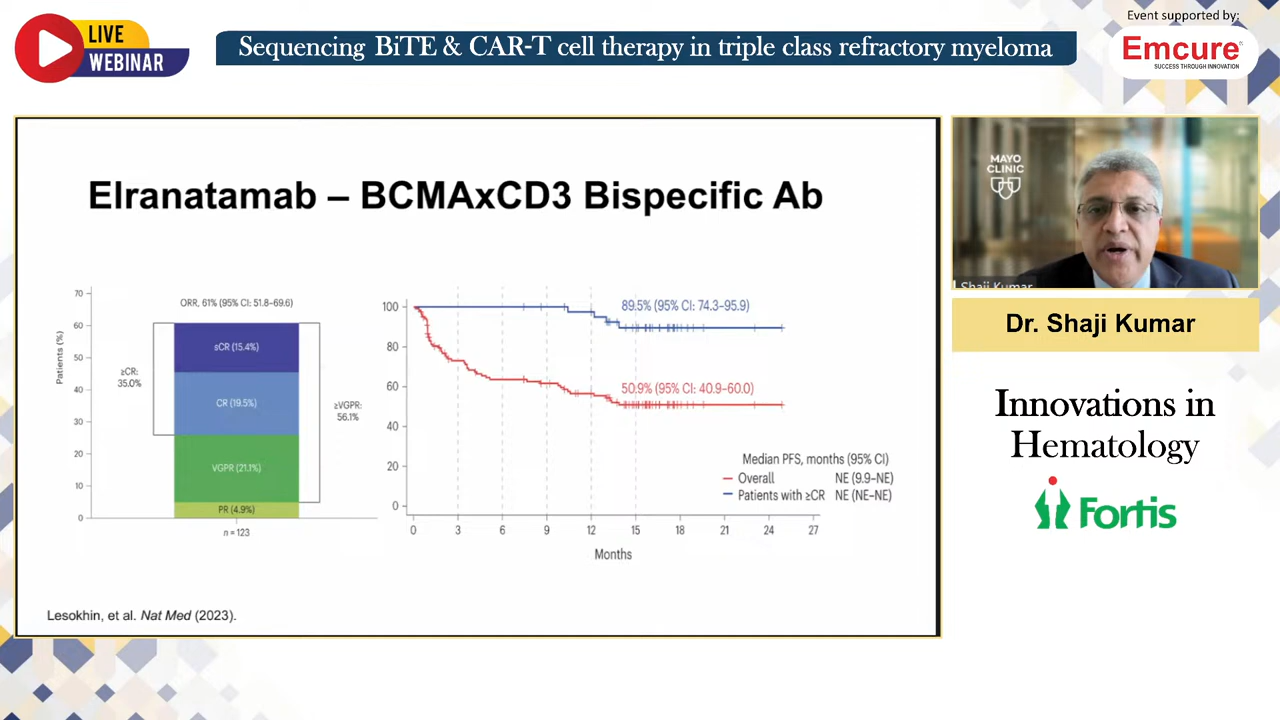 LIVE
WEBINAR
Sequencing BiTE & CAR-T cell therapy in triple class refractory myeloma
Event supported by:
Emcure
SUCCESS THROUGH INNOVATION
Elranatamab – BCMAxCD3 Bispecific Ab
Patients (%)
70
60
50
40
30
20
10
0
ORR, 61% (95% CI: 51.8–69.6)
≥CR:
35.0%
sCR (15.4%)
CR (19.5%)
VGPR (21.1%)
PR (4.9%)
≥VGPR:
56.1%
n = 123
100
80
60
40
20
0
89.5% (95% CI: 74.3–95.9)
50.9% (95% CI: 40.9–60.0)
Median PFS, months (95% CI)
Overall NE (9.9–NE)
Patients with ≥CR NE (NE–NE)
0 3 6 9 12 15 18 21 24 27
Months
Lesokhin, et al. Nat Med (2023).
MAYO
CLINIC
Shaji Kumar
Dr. Shaji Kumar
Innovations in
Hematology
Fortis